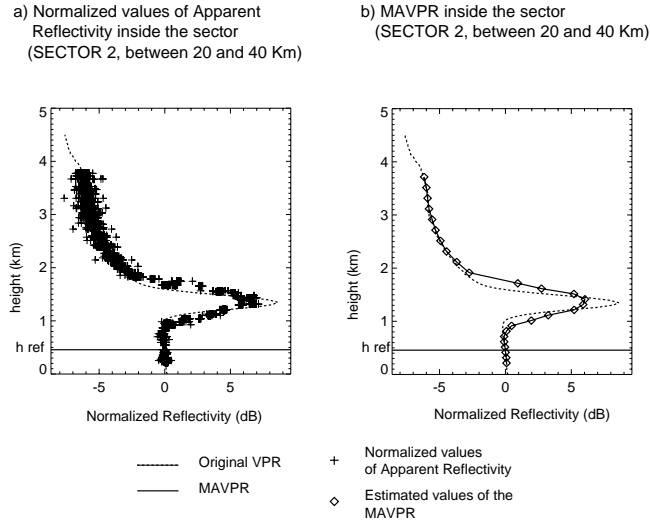 a) Normalized values of Apparent
Reflectivity inside the sector
(SECTOR 2, between 20 and 40 Km)
b) MAVPR inside the sector
(SECTOR 2, between 20 and 40 Km)
5
4
3
2
1
0
height (km)
h ref
-5 0 5
Normalized Reflectivity (dB)
5
4
3
2
1
0
height (km)
h ref
-5 0 5
Normalized Reflectivity (dB)
Original VPR
MAVPR
Normalized values
of Apparent Reflectivity
Estimated values of the
MAVPR